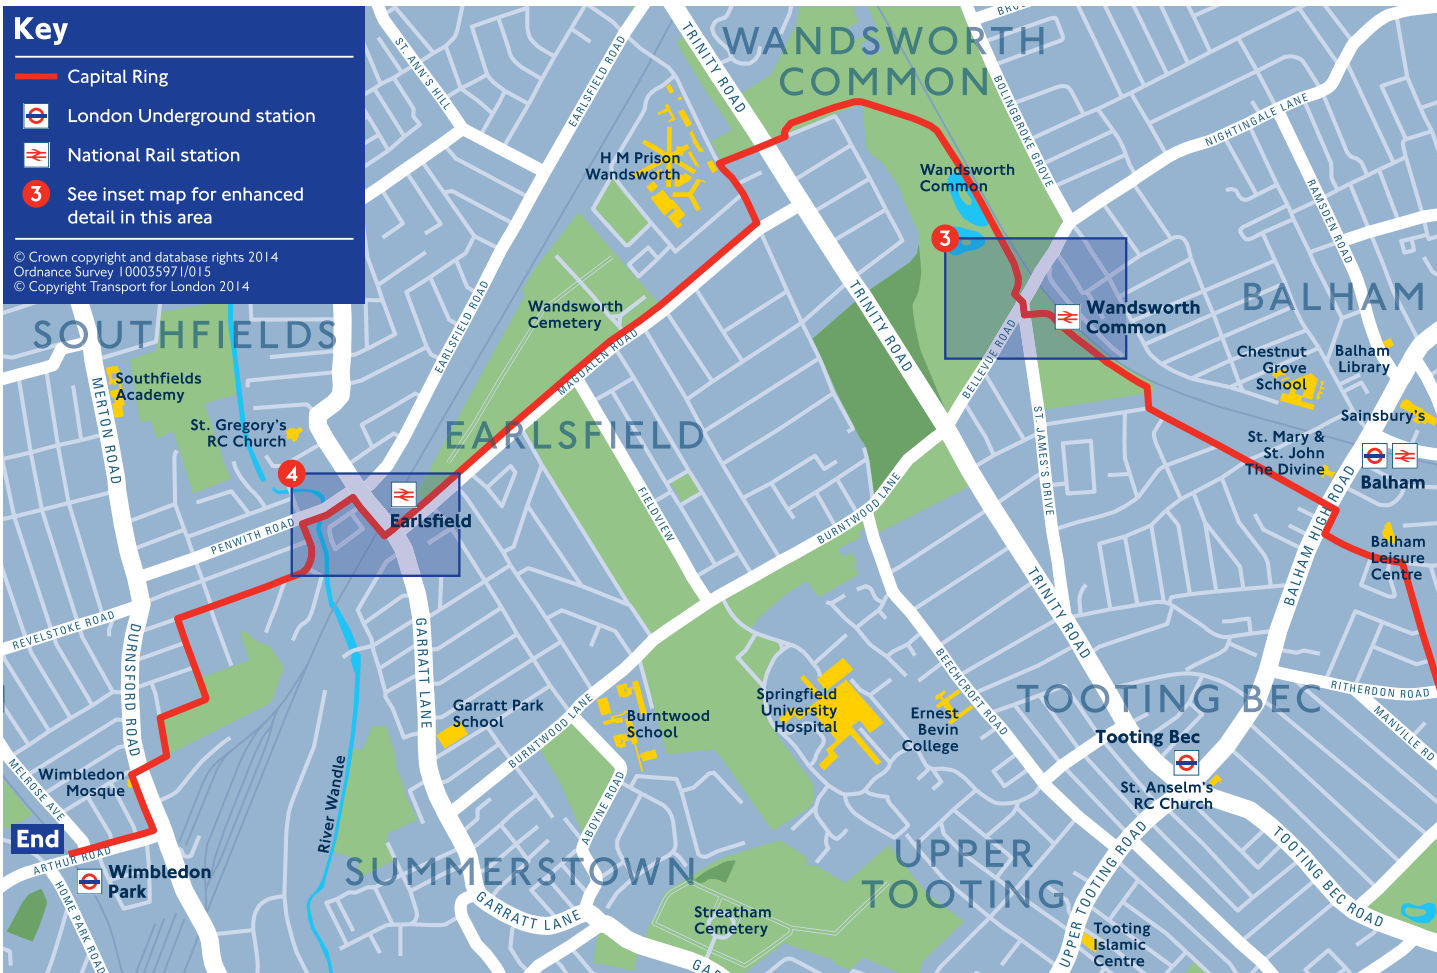 Key
Capital Ring
London Underground station
National Rail station
3
See inset map for enhanced
detail in this area
© Crown copyright and database rights 2014
Ordnance Survey 100035971/015
© Copyright Transport for London 2014
WANDSWORTH
COMMON
ST. ANN'S HILL
EARLSFIELD ROAD
TRINITY ROAD
BOLINGBROKE GROVE
NIGHTINGALE LANE
RAMSDEN ROAD
H M Prison
Wandsworth
Wandsworth
Common
3
Wandsworth
Cemetery
EARLSFIELD ROAD
MAGDALEN ROAD
TRINITY ROAD
BELLEVUE ROAD
Wandsworth
Common
BALHAM
Chestnut
Grove
School
Balham
Library
Sainsbury's
St. Mary &
St. John
The Divine
Balham
BALHAM HIGH ROAD
Balham
Leisure
Centre
SOUTHFIELDS
Southfields
Academy
MERTON ROAD
St. Gregory's
RC Church
4
Earlsfield
EARLSFIELD
PENWITH ROAD
FIELDVIEW
BURNTWOOD LANE
ST. JAMES'S DRIVE
TRINITY ROAD
REVELSTOKE ROAD
DURNSFORD ROAD
GARRATT LANE
Garratt Park
School
BURNTWOOD LANE
Burntwood
School
ABOYNE ROAD
Springfield
University
Hospital
Ernest
Bevin
College
BEECHCROFT ROAD
TOOTING BEC
Tooting Bec
St. Anselm's
RC Church
RITHERDON ROAD
MANVILLE RD
TOOTING BEC ROAD
UPPER TOOTING ROAD
Wimbledon
Mosque
MELROSE AVE
End
ARTHUR ROAD
Wimbledon
Park
HOME PARK ROAD
River Wandle
SUMMERSTOWN
GARRATT LANE
Streatham
Cemetery
UPPER
TOOTING
Tooting
Islamic
Centre